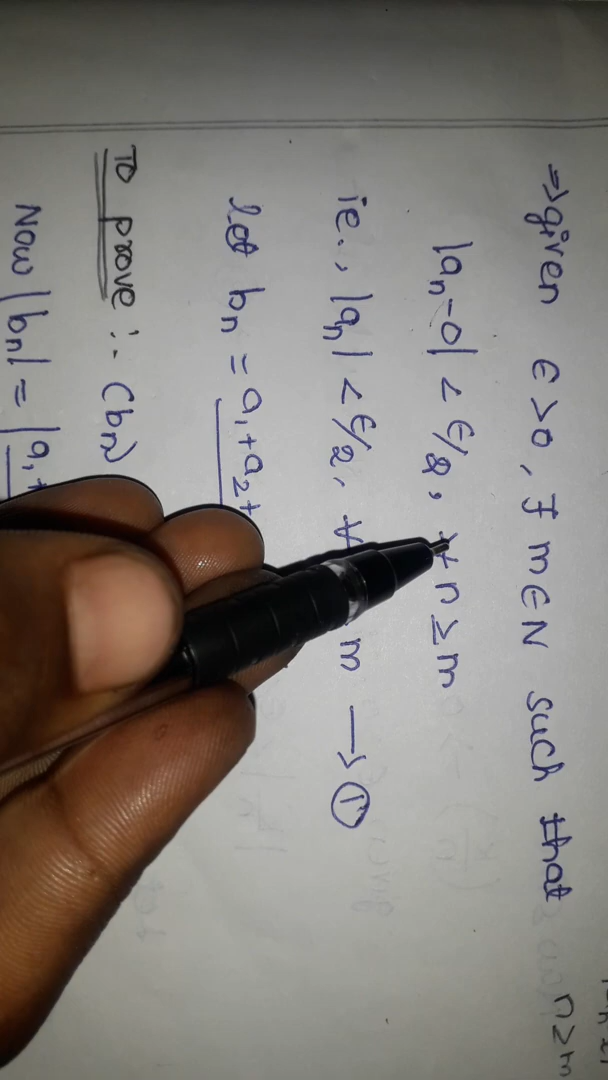 ⇒ given ∈>0, ∃ m∈N such that
|aₙ-0| < ∈/2, ∀ n ≥ m
ie., |aₙ| < ∈/2, ∀ m → ①
let bₙ = a₁+a₂+
To prove :- (bₙ)
Now |bₙ| = |a₁+
n≥m